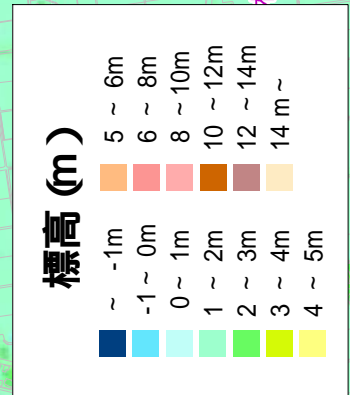 標高 (m)
~ -1m
-1 ~ 0m
0 ~ 1m
1 ~ 2m
2 ~ 3m
3 ~ 4m
4 ~ 5m
5 ~ 6m
6 ~ 8m
8 ~ 10m
10 ~ 12m
12 ~ 14m
14 m ~